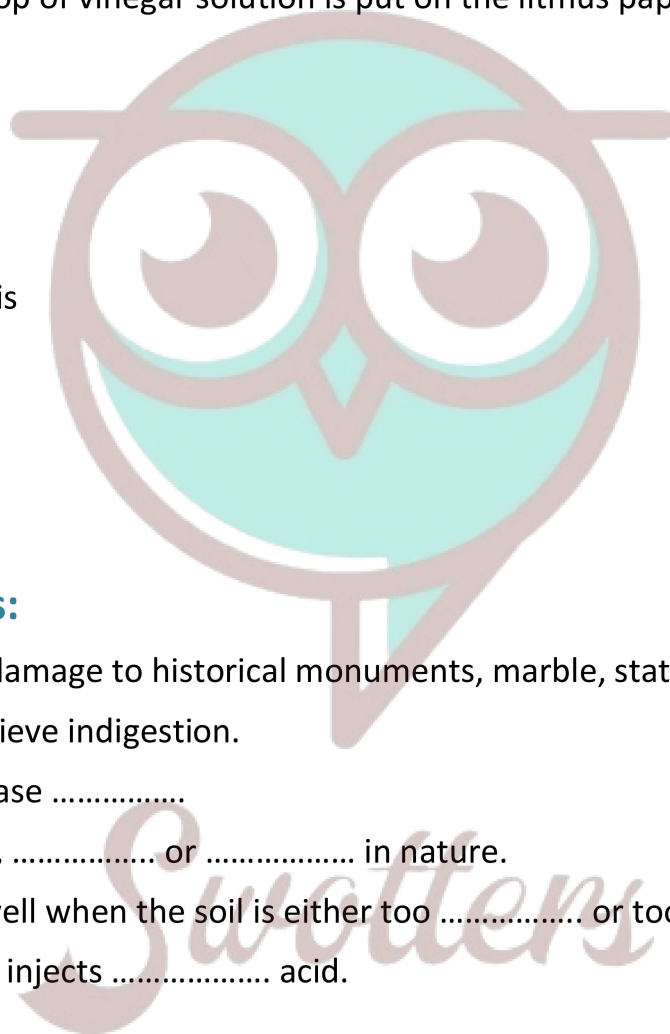 op of vinegar solution is put on the litmus pap
is
s:
damage to historical monuments, marble, stat
ieve indigestion.
ase …………….
, …………….. or ………………. in nature.
vell when the soil is either too …………….. or too
injects ………………. acid.
Swotters